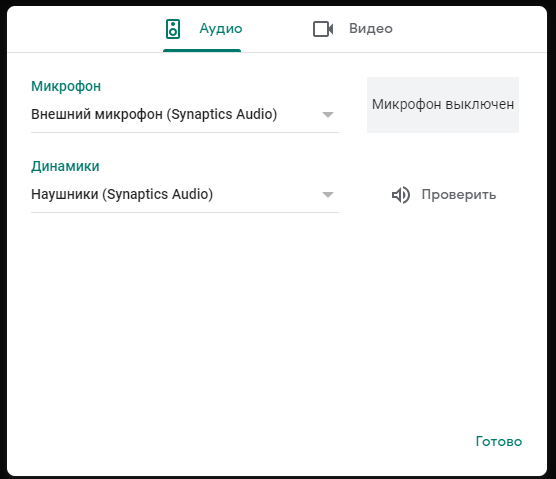 Аудио
Видео
Микрофон
Внешний микрофон (Synaptics Audio)
Микрофон выключен
Динамики
Наушники (Synaptics Audio)
Проверить
Готово